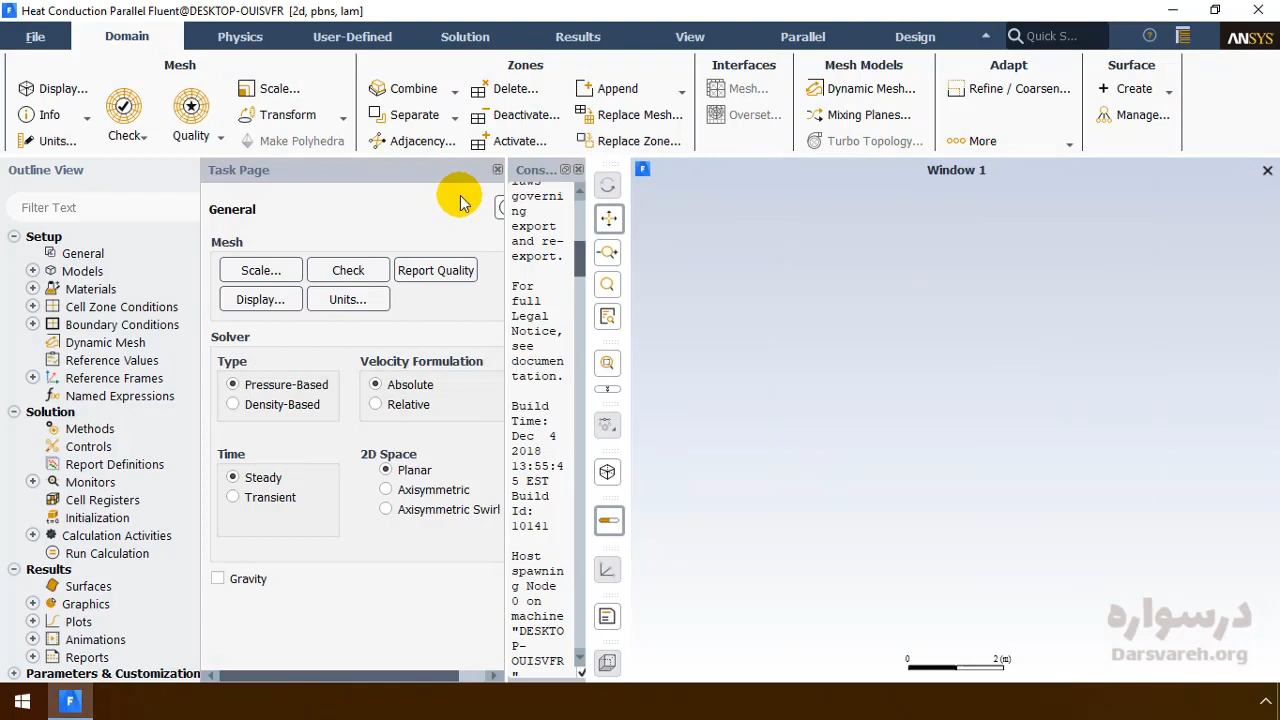 Heat Conduction Parallel Fluent@DESKTOP-OUISVFR [2d, pbns, lam]
File Domain Physics User-Defined Solution Results View Parallel Design Quick S... ANSYS
Mesh
Display...
Info
Units...
Check
Quality
Scale...
Transform
Make Polyhedra
Zones
Combine
Separate
Adjacency...
Delete...
Deactivate...
Activate...
Append
Replace Mesh...
Replace Zone...
Interfaces
Mesh...
Overset...
Mesh Models
Dynamic Mesh...
Mixing Planes...
Turbo Topology...
Adapt
Refine / Coarsen...
More
Surface
Create
Manage...
Outline View
Filter Text
Setup
General
Models
Materials
Cell Zone Conditions
Boundary Conditions
Dynamic Mesh
Reference Values
Reference Frames
Named Expressions
Solution
Methods
Controls
Report Definitions
Monitors
Cell Registers
Initialization
Calculation Activities
Run Calculation
Results
Surfaces
Graphics
Plots
Animations
Reports
Parameters & Customization
Task Page
General
Mesh
Scale... Check Report Quality
Display... Units...
Solver
Type
Pressure-Based
Density-Based
Velocity Formulation
Absolute
Relative
Time
Steady
Transient
2D Space
Planar
Axisymmetric
Axisymmetric Swirl
Gravity
Cons...
laws
governi
ng
export
and re-
export.
For
full
Legal
Notice,
see
documen
tation.
Build
Time:
Dec 4
2018
13:55:4
5 EST
Build
Id:
10141
Host
spawnin
g Node
0 on
machine
"DESKTO
P-
OUISVFR
"
Window 1
0 2 (m)
درسواره
Darsvareh.org